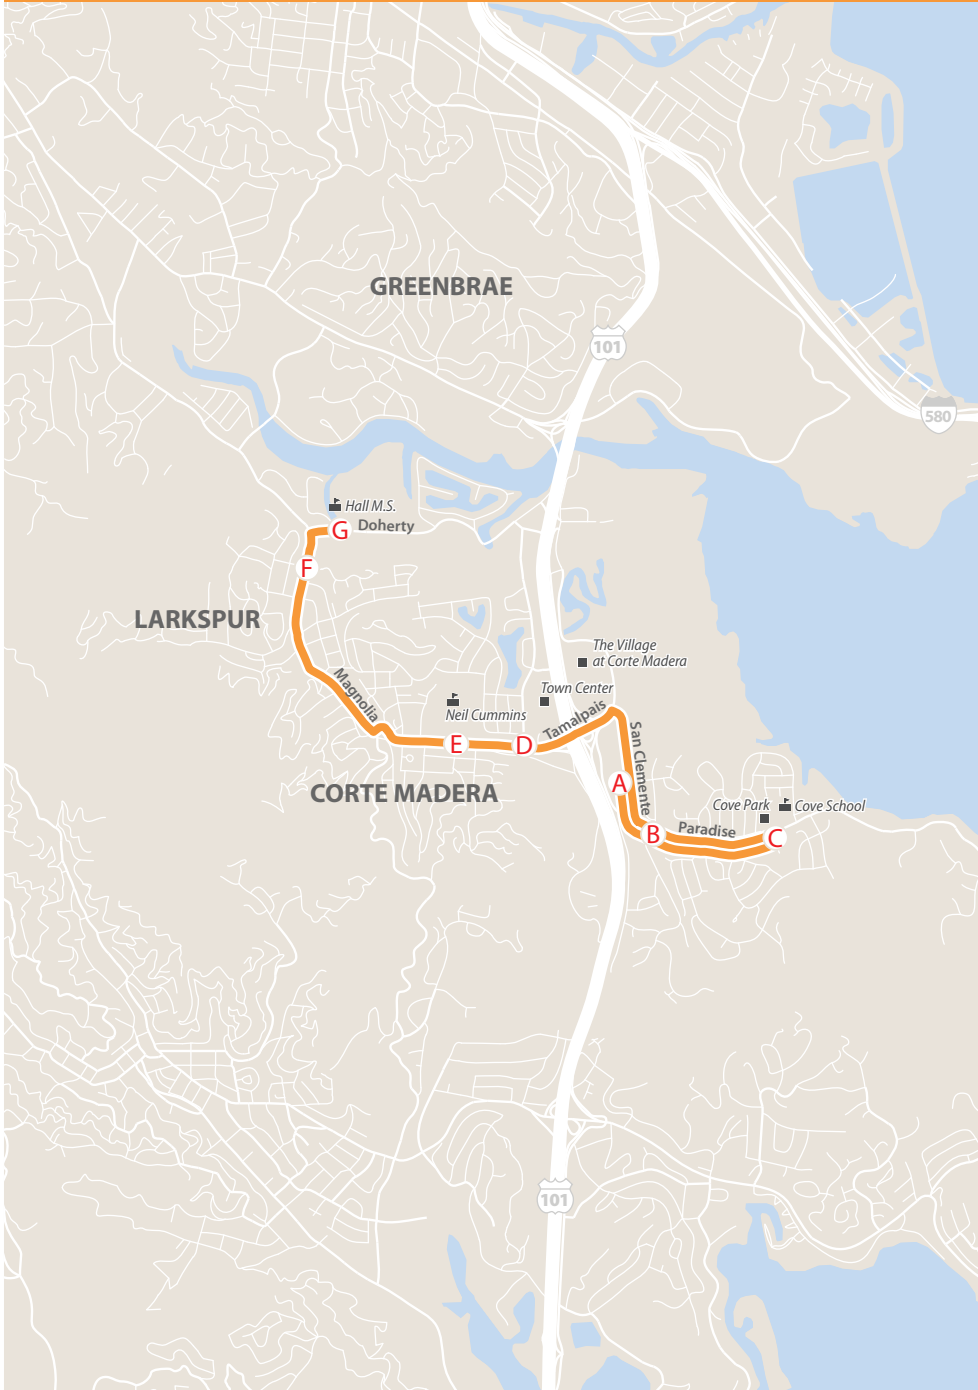 GREENBRAE
101
580
Hall M.S.
G
Doherty
F
LARKSPUR
The Village
at Corte Madera
Magnolia
Town Center
Neil Cummins
Tamalpais
E
D
San Clemente
A
CORTE MADERA
Cove Park
Cove School
B
Paradise
C
101